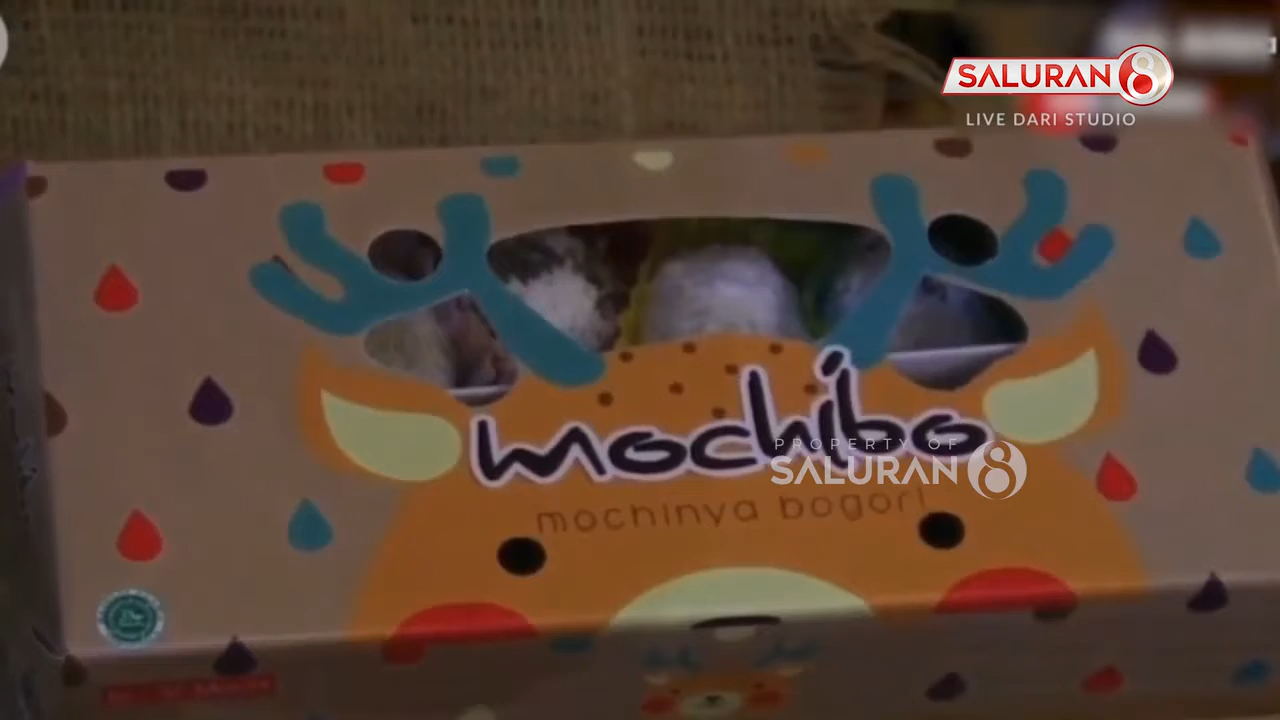 SALURAN 8
LIVE DARI STUDIO
mochibo
PROPERTY OF
SALURAN 8
mochinya bogor!